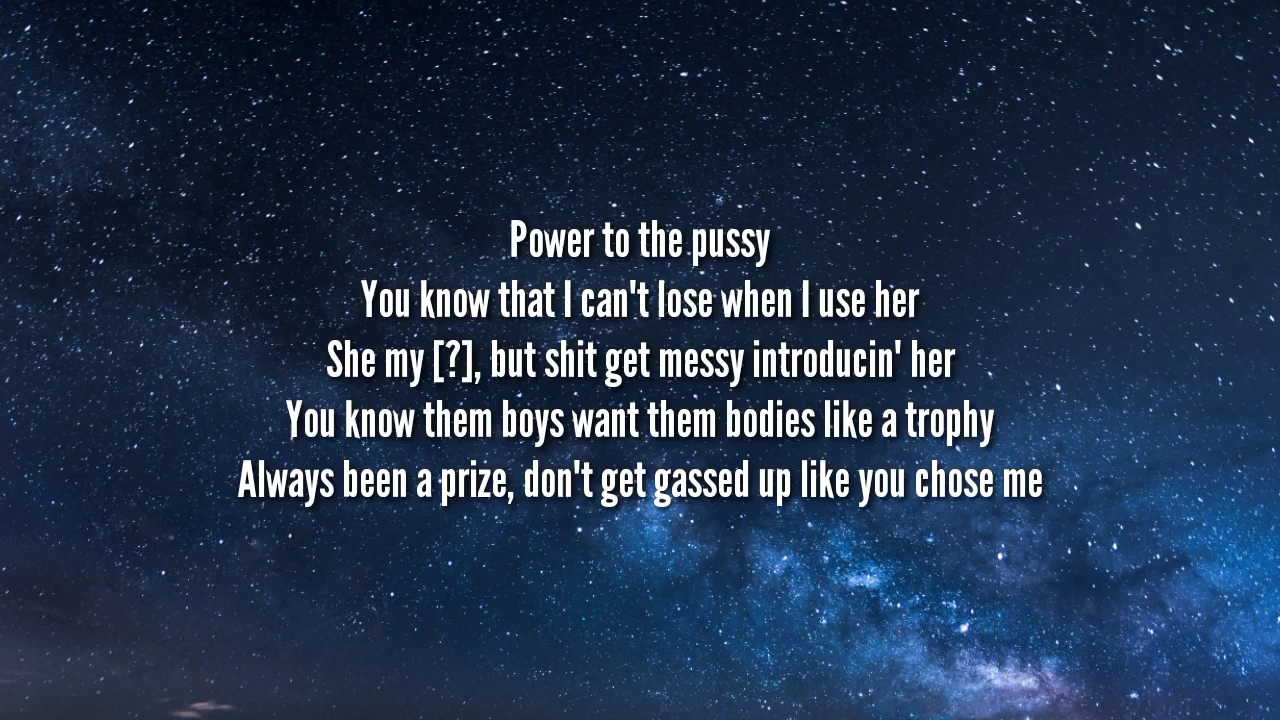 Power to the pussy
You know that I can't lose when I use her
She my [?], but shit get messy introducin' her
You know them boys want them bodies like a trophy
Always been a prize, don't get gassed up like you chose me